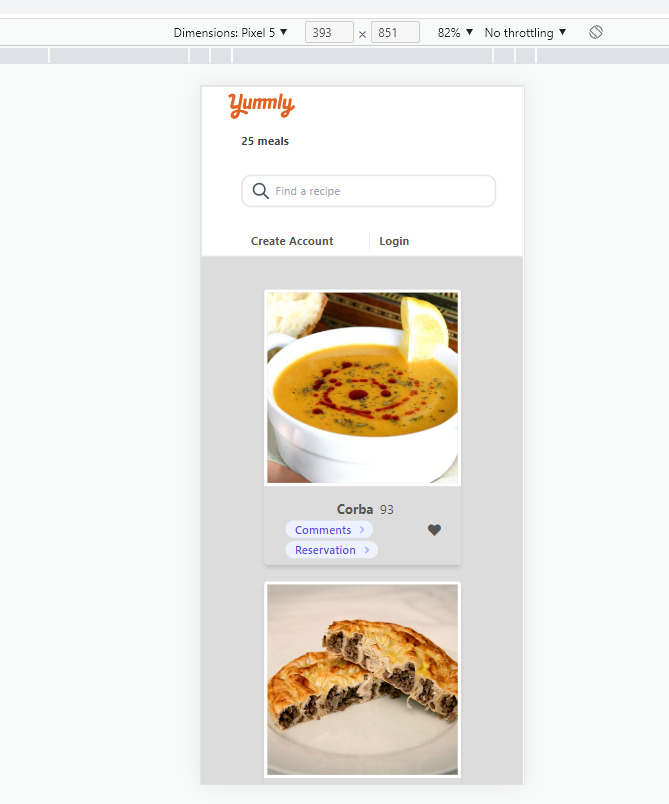 Dimensions: Pixel 5 ▼ 393 × 851 82% ▼ No throttling ▼
Yummly
25 meals
Find a recipe
Create Account Login
Corba 93
Comments >
Reservation >